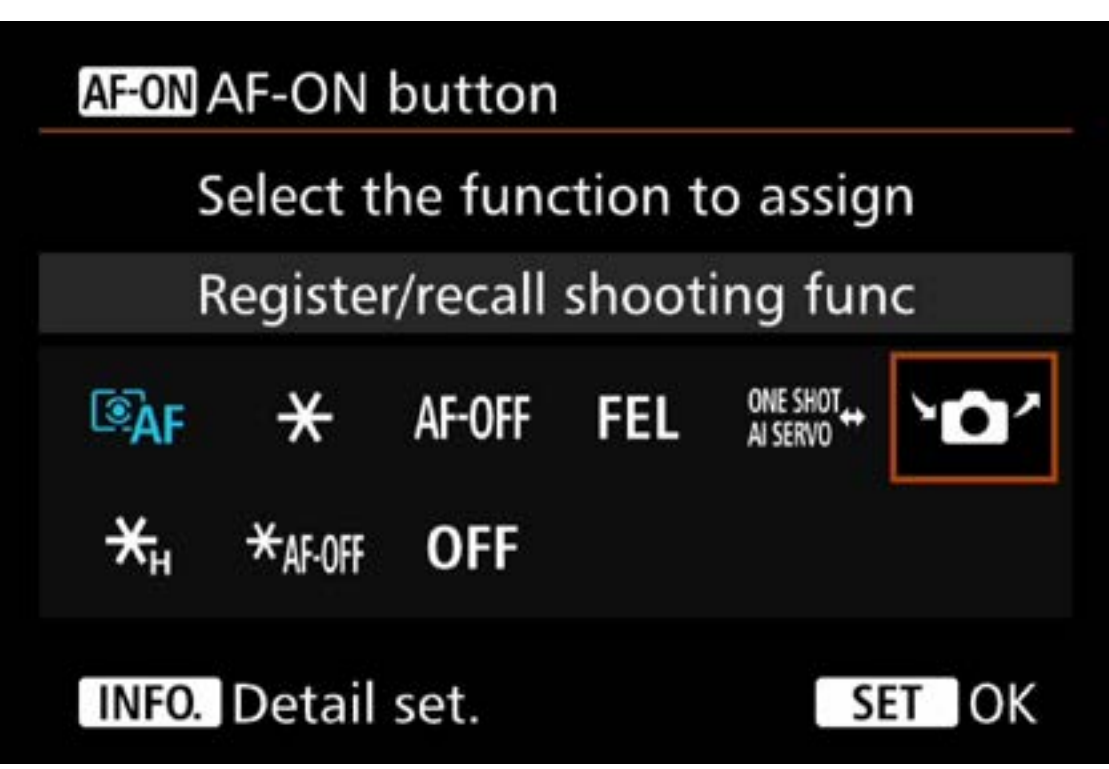 AF-ON AF-ON button
Select the function to assign
Register/recall shooting func
AF * AF-OFF FEL ONE SHOT AI SERVO
*H *AF-OFF OFF
INFO. Detail set. SET OK